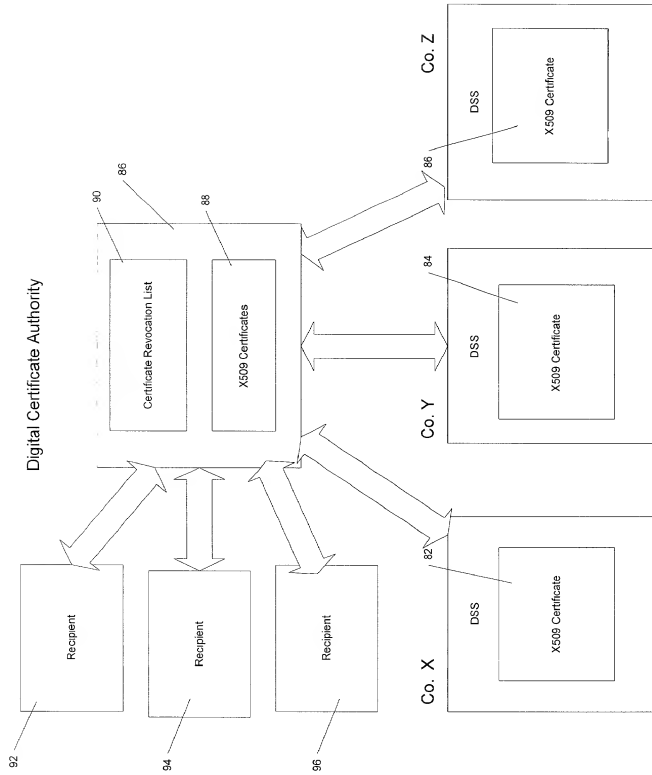 Digital Certificate Authority
90
86
Certificate Revocation List
88
X509 Certificates
Recipient
92
Recipient
94
Recipient
96
Co. X
82
DSS
X509 Certificate
Co. Y
84
DSS
X509 Certificate
Co. Z
86
DSS
X509 Certificate